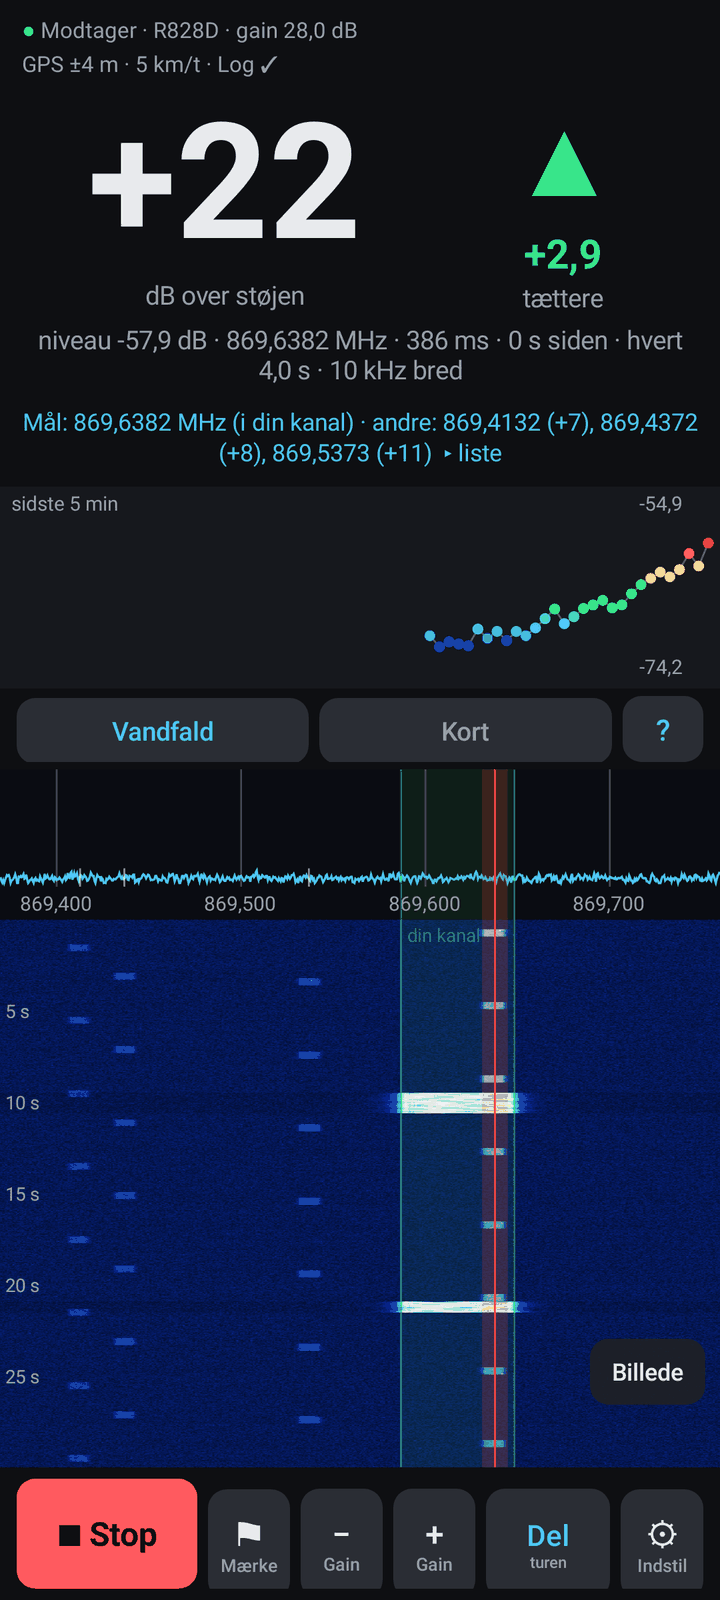 Modtager · R828D · gain 28,0 dB
GPS ±4 m · 5 km/t · Log ✓
+22
dB over støjen
+2,9
tættere
niveau -57,9 dB · 869,6382 MHz · 386 ms · 0 s siden · hvert
4,0 s · 10 kHz bred
Mål: 869,6382 MHz (i din kanal) · andre: 869,4132 (+7), 869,4372
(+8), 869,5373 (+11) ‣ liste
sidste 5 min
-54,9
-74,2
Vandfald
Kort
?
869,400
869,500
869,600
869,700
din kanal
5 s
10 s
15 s
20 s
25 s
Billede
■ Stop
Mærke
− Gain
+ Gain
Del
turen
Indstil